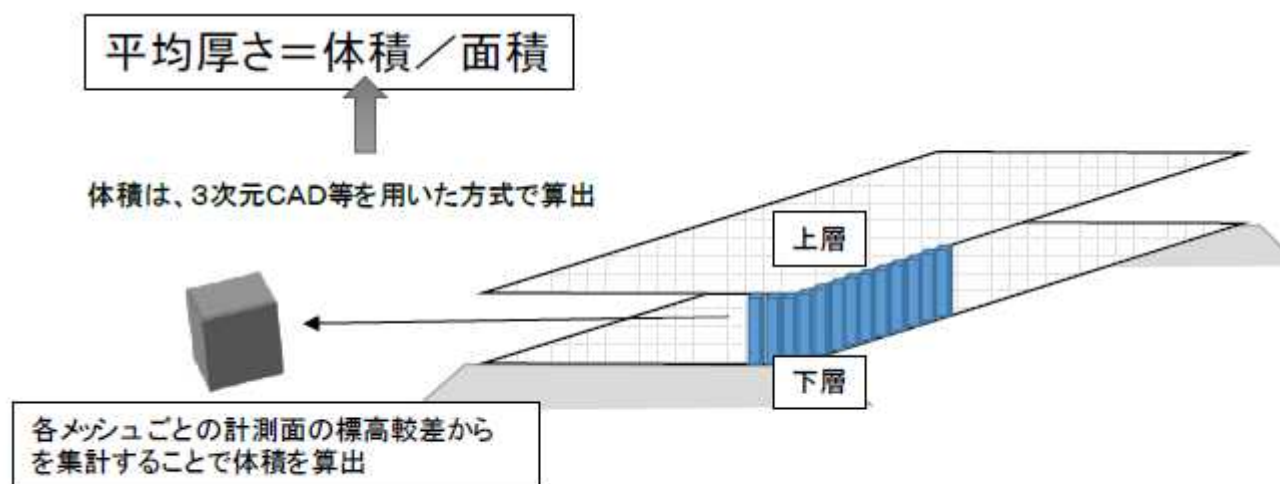 平均厚さ＝体積／面積
体積は、3次元CAD等を用いた方式で算出
上層
下層
各メッシュごとの計測面の標高較差から
を集計することで体積を算出